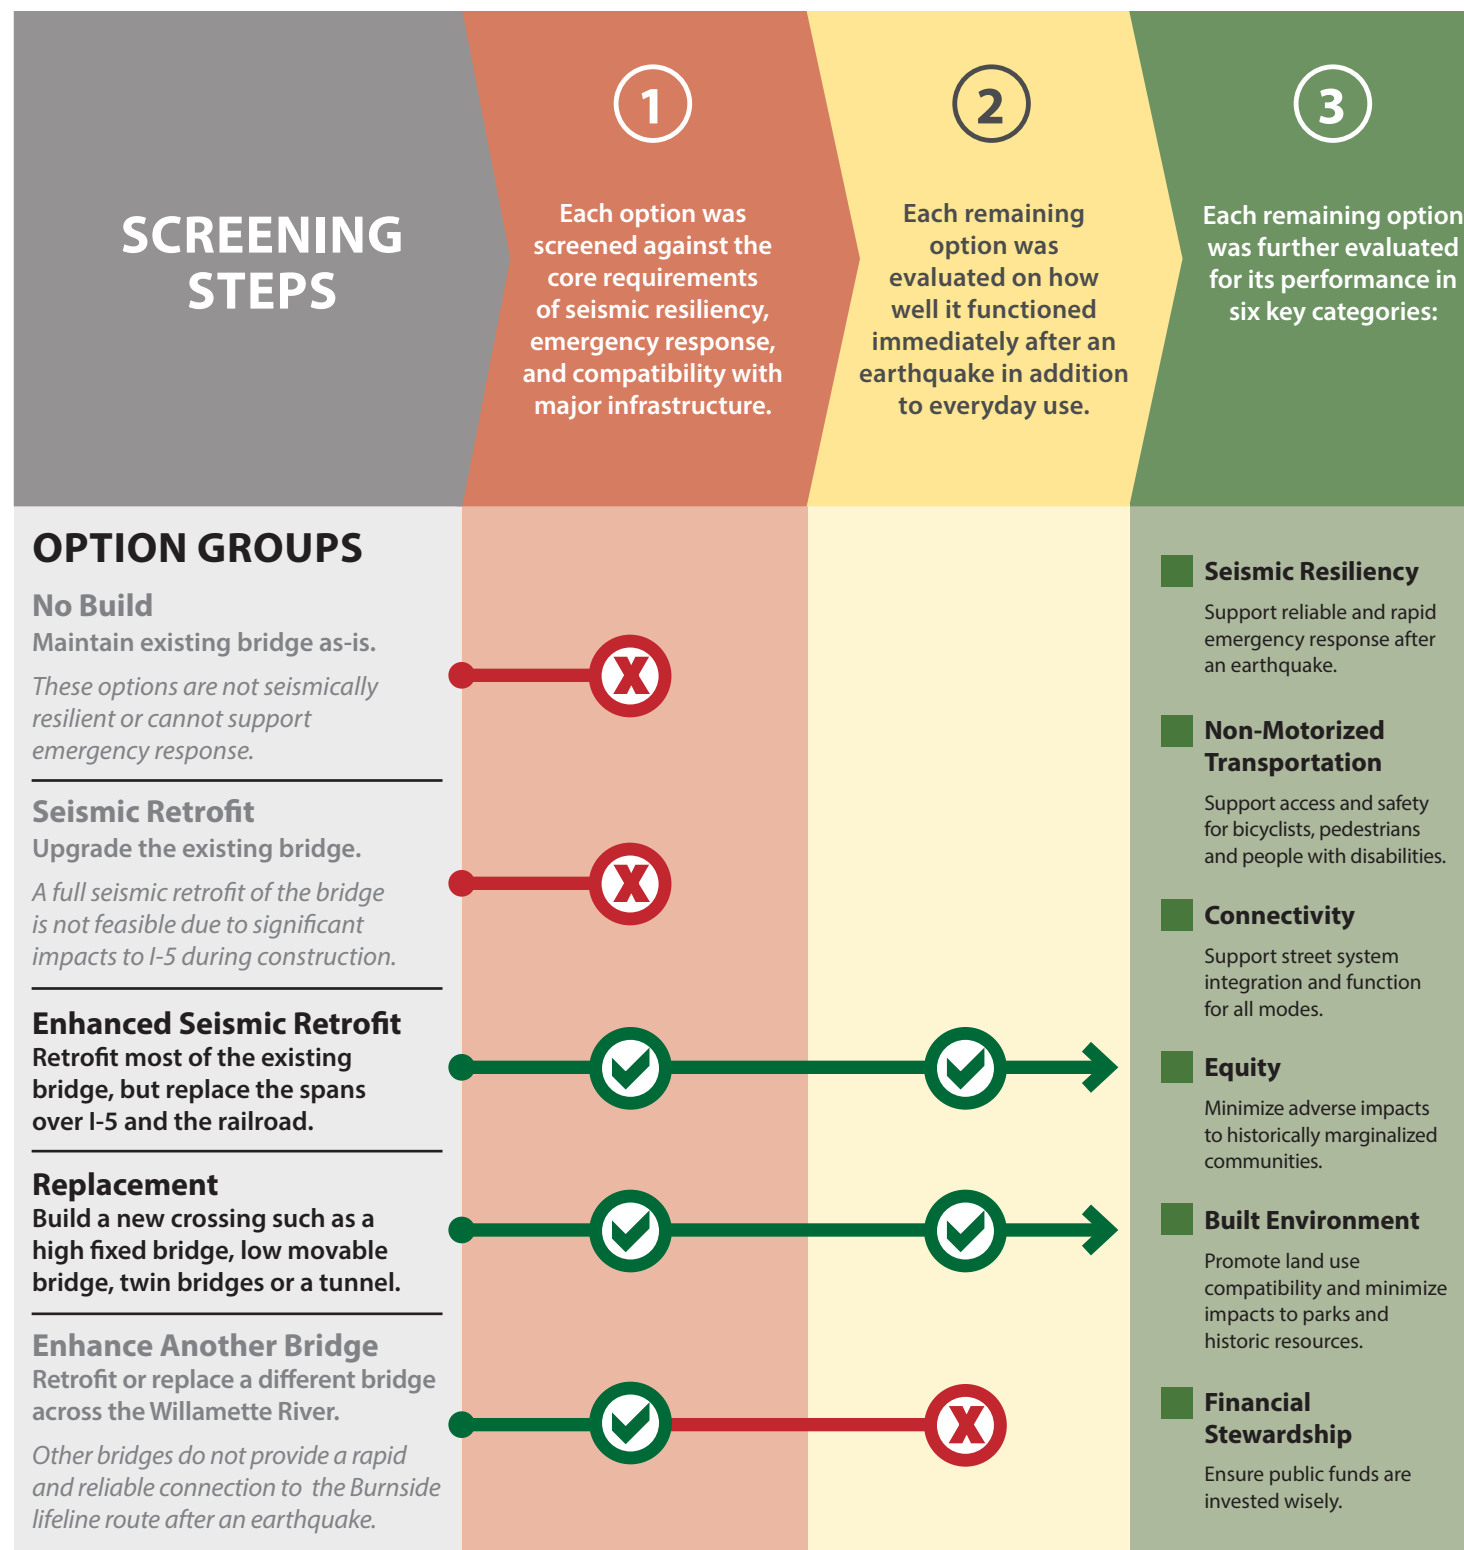 SCREENING
STEPS
1
Each option was
screened against the
core requirements
of seismic resiliency,
emergency response,
and compatibility with
major infrastructure.
2
Each remaining
option was
evaluated on how
well it functioned
immediately after an
earthquake in addition
to everyday use.
3
Each remaining option
was further evaluated
for its performance in
six key categories:
OPTION GROUPS
No Build
Maintain existing bridge as-is.
These options are not seismically
resilient or cannot support
emergency response.
X
Seismic Retrofit
Upgrade the existing bridge.
A full seismic retrofit of the bridge
is not feasible due to significant
impacts to I-5 during construction.
X
Enhanced Seismic Retrofit
Retrofit most of the existing
bridge, but replace the spans
over I-5 and the railroad.
Replacement
Build a new crossing such as a
high fixed bridge, low movable
bridge, twin bridges or a tunnel.
Enhance Another Bridge
Retrofit or replace a different bridge
across the Willamette River.
Other bridges do not provide a rapid
and reliable connection to the Burnside
lifeline route after an earthquake.
X
Seismic Resiliency
Support reliable and rapid
emergency response after
an earthquake.
Non-Motorized
Transportation
Support access and safety
for bicyclists, pedestrians
and people with disabilities.
Connectivity
Support street system
integration and function
for all modes.
Equity
Minimize adverse impacts
to historically marginalized
communities.
Built Environment
Promote land use
compatibility and minimize
impacts to parks and
historic resources.
Financial
Stewardship
Ensure public funds are
invested wisely.